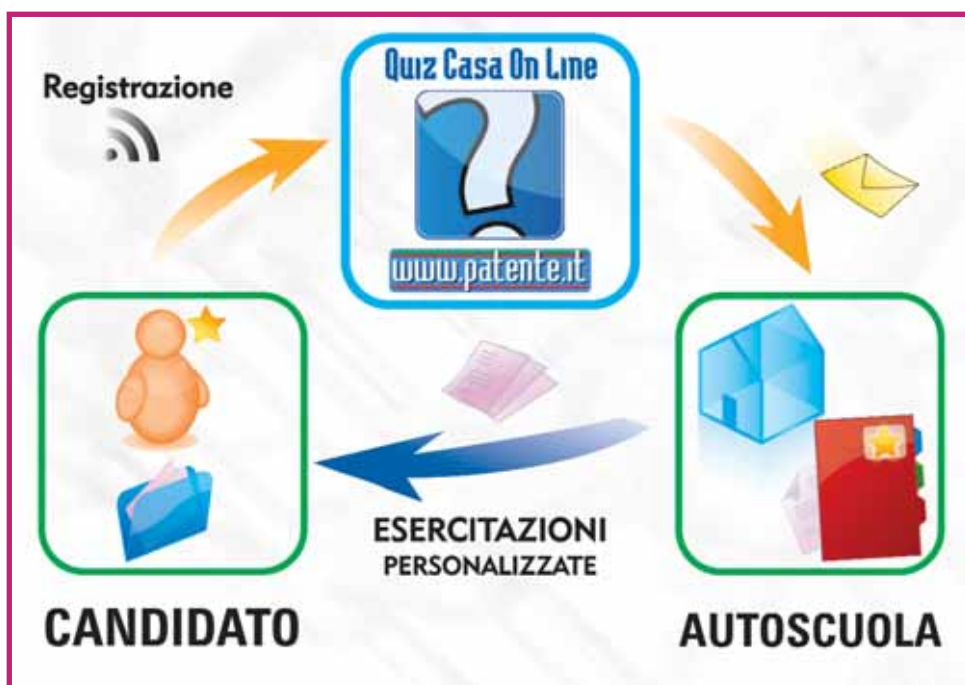 Registrazione
Quiz Casa On Line
www.patente.it
ESERCITAZIONI
PERSONALIZZATE
CANDIDATO
AUTOSCUOLA